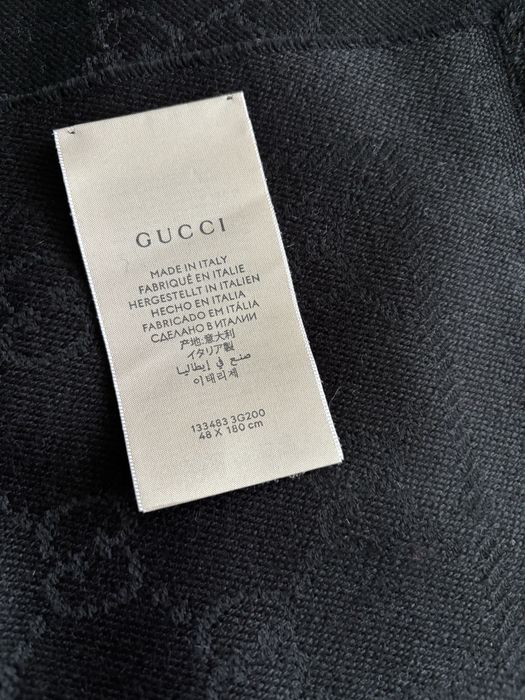 GUCCI
MADE IN ITALY
FABRIQUÉ EN ITALIE
HERGESTELLT IN ITALIEN
HECHO EN ITALIA
FABRICADO EM ITÁLIA
СДЕЛАНО В ИТАЛИИ
产地:意大利
イタリア製
صنع في إيطاليا
이태리제
133483 3G200
48 X 180 cm